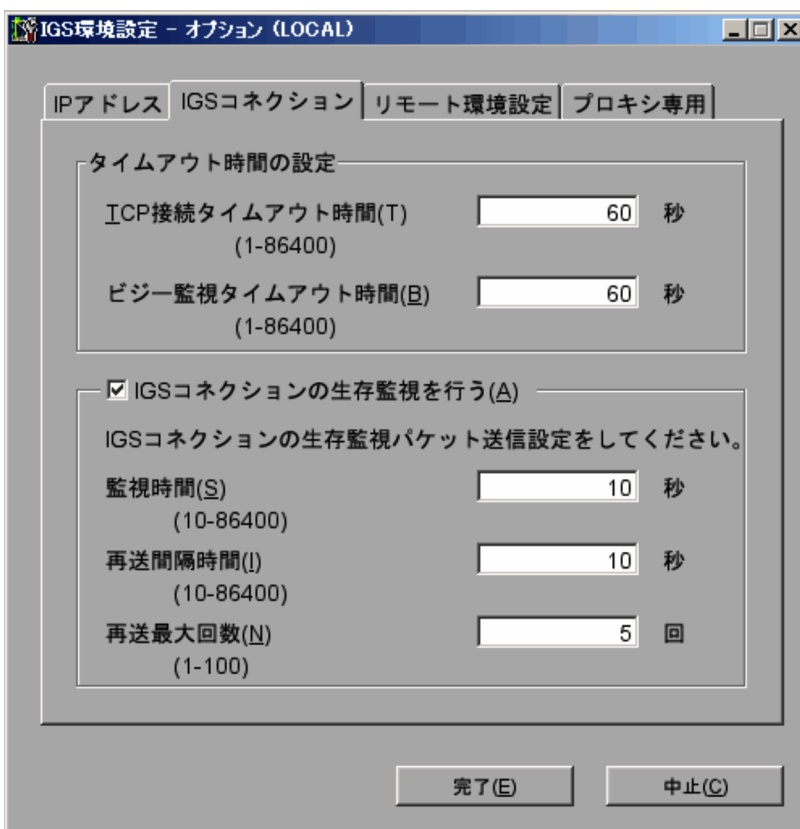 IGS環境設定 - オプション (LOCAL)
IPアドレス
IGSコネクション
リモート環境設定
プロキシ専用
タイムアウト時間の設定
TCP接続タイムアウト時間(T)
60 秒
(1-86400)
ビジー監視タイムアウト時間(B)
60 秒
(1-86400)
IGSコネクションの生存監視を行う(A)
IGSコネクションの生存監視パケット送信設定をしてください。
監視時間(S)
10 秒
(10-86400)
再送間隔時間(I)
10 秒
(10-86400)
再送最大回数(N)
5 回
(1-100)
完了(E)
中止(C)